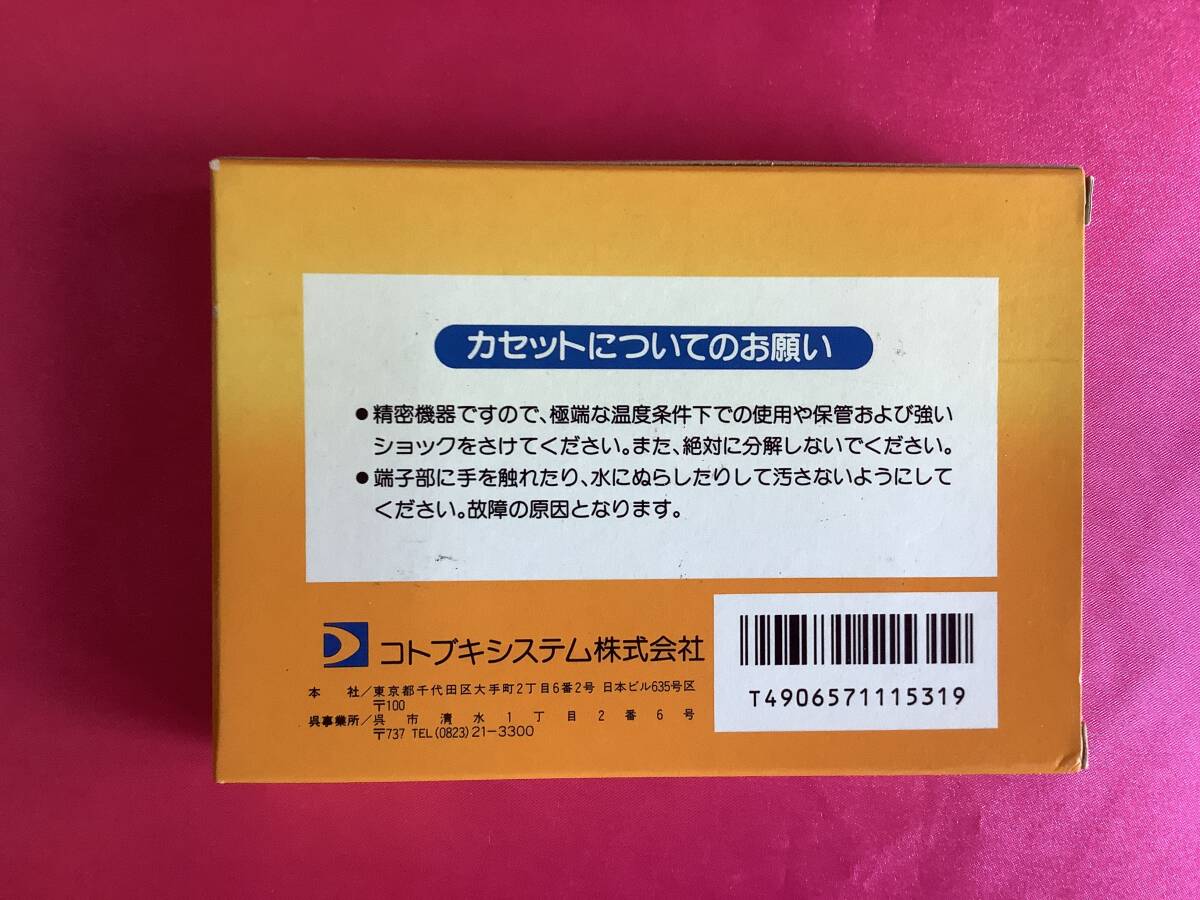 カセットについてのお願い
●精密機器ですので、極端な温度条件下での使用や保管および強い
ショックをさけてください。また、絶対に分解しないでください。
●端子部に手を触れたり、水にぬらしたりして汚さないようにして
ください。故障の原因となります。
コトブキシステム株式会社
本 社/東京都千代田区大手町2丁目6番2号 日本ビル635号区
〒100
呉事業所/呉市清水1丁目2番6号
〒737 TEL(0823)21-3300
T4906571115319